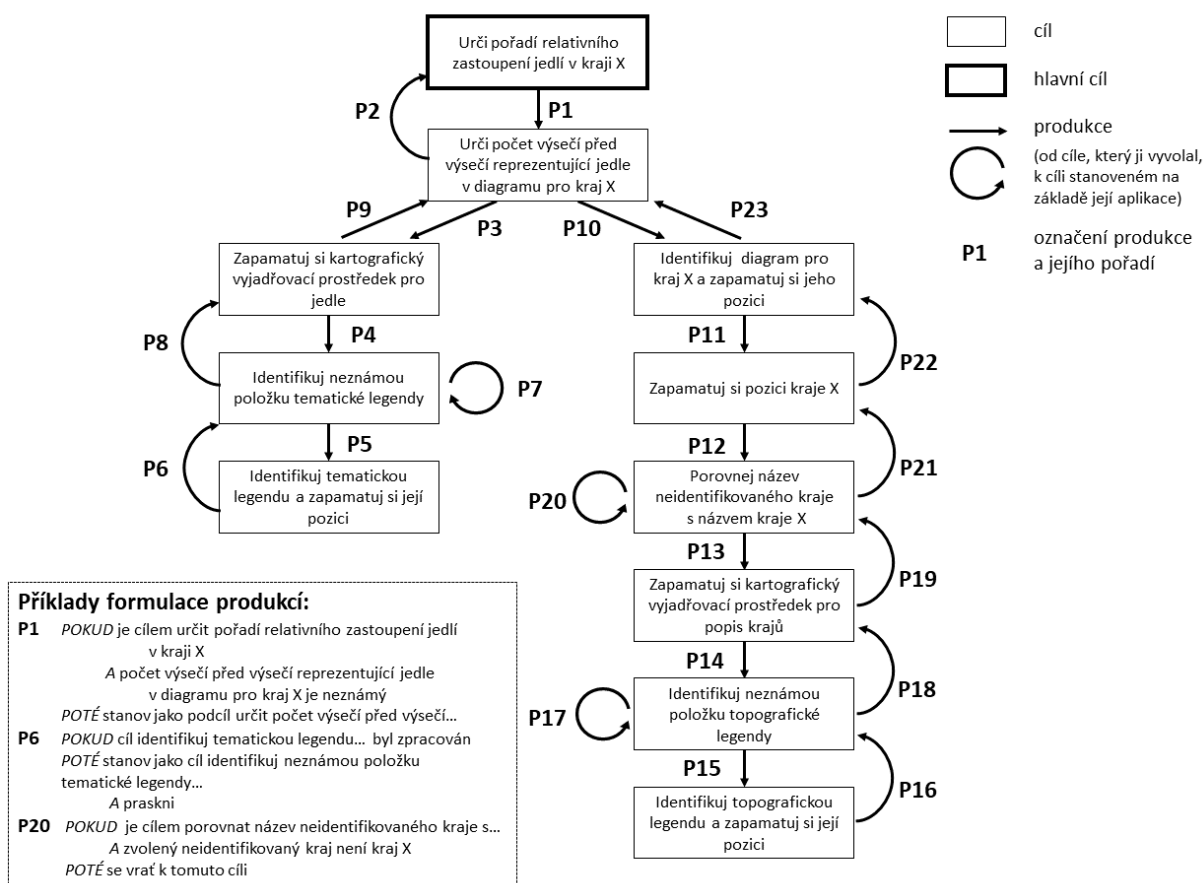 Urči pořadí relativního
zastoupení jedlí v kraji X
P2
P1
Urči počet výsečí před
výsečí reprezentující jedle
v diagramu pro kraj X
P9
P3
P10
P23
Zapamatuj si kartografický
vyjadřovací prostředek pro
jedle
P8
P4
Identifikuj neznámou
položku tematické legendy
P7
P6
P5
Identifikuj tematickou
legendu a zapamatuj si její
pozici
Identifikuj diagram pro
kraj X a zapamatuj si jeho
pozici
P11
P22
Zapamatuj si pozici kraje X
P12
P21
P20
Porovnej název
neidentifikovaného kraje
s názvem kraje X
P13
P19
Zapamatuj si kartografický
vyjadřovací prostředek pro
popis krajů
P14
P18
P17
Identifikuj neznámou
položku topografické
legendy
P15
P16
Identifikuj topografickou
legendu a zapamatuj si její
pozici
cíl
hlavní cíl
produkce
(od cíle, který ji vyvolal,
k cíli stanoveném na
základě její aplikace)
P1 označení produkce
a jejího pořadí
Příklady formulace produkcí:
P1 POKUD je cílem určit pořadí relativního zastoupení jedlí
v kraji X
A počet výsečí před výsečí reprezentující jedle
v diagramu pro kraj X je neznámý
POTÉ stanov jako podcíl určit počet výsečí před výsečí…
P6 POKUD cíl identifikuj tematickou legendu… byl zpracován
POTÉ stanov jako cíl identifikuj neznámou položku
tematické legendy…
A praskni
P20 POKUD je cílem porovnat název neidentifikovaného kraje s…
A zvolený neidentifikovaný kraj není kraj X
POTÉ se vrať k tomuto cíli